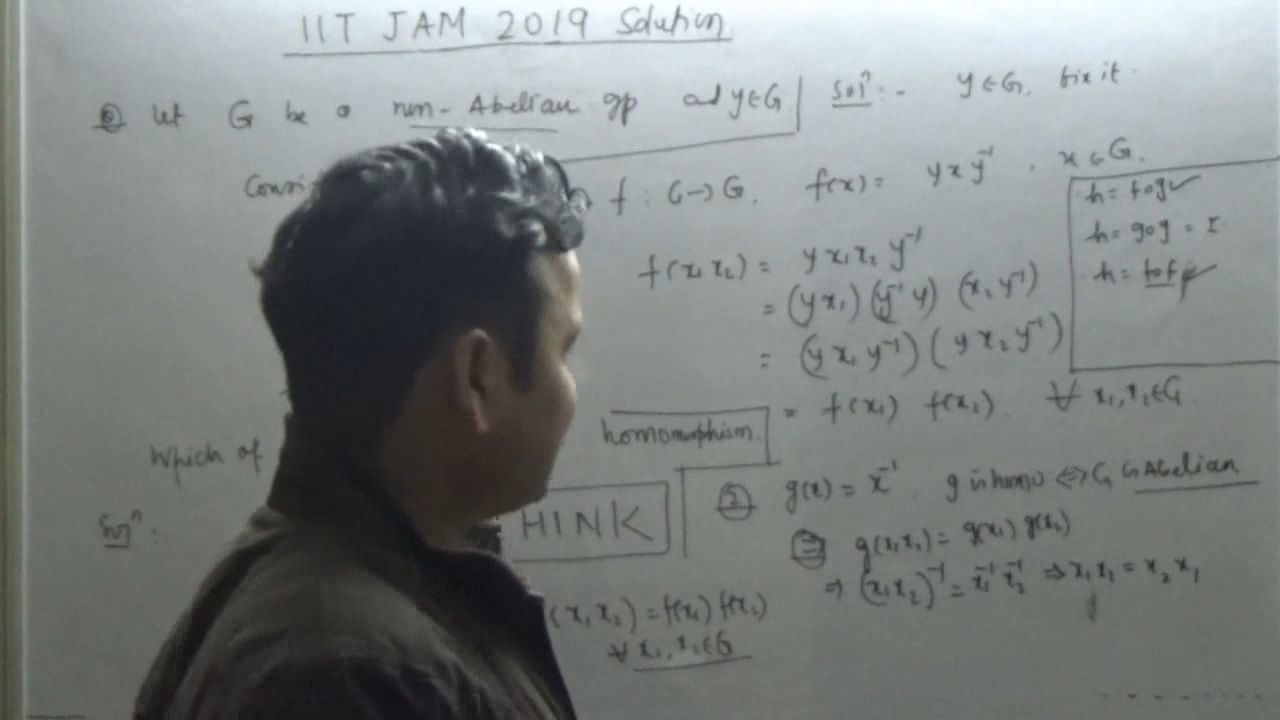 IIT JAM 2019 Solution
Q Let G be a non-Abelian gp and y∈G
Solⁿ:- y∈G, fix it.
f : G→G. f(x) = y x y⁻¹, x∈G.
h = fog ✓
h = gog = I
h = fof ✓
f(x₁x₂) = y x₁x₂ y⁻¹
= (y x₁) (y⁻¹ y) (x₂ y⁻¹)
= (y x₁ y⁻¹) (y x₂ y⁻¹)
= f(x₁) f(x₂) ∀ x₁, x₂∈G
homomorphism.
Which of
Solⁿ:
HINK
(x₁ x₂) = f(x₁) f(x₂)
∀ x₁, x₂∈G
② g(x) = x⁻¹. g is homo ⇔ G is Abelian
g(x₁x₂) = g(x₁) g(x₂)
⇒ (x₁x₂)⁻¹ = x₁⁻¹ x₂⁻¹ ⇒ x₁x₂ = x₂x₁